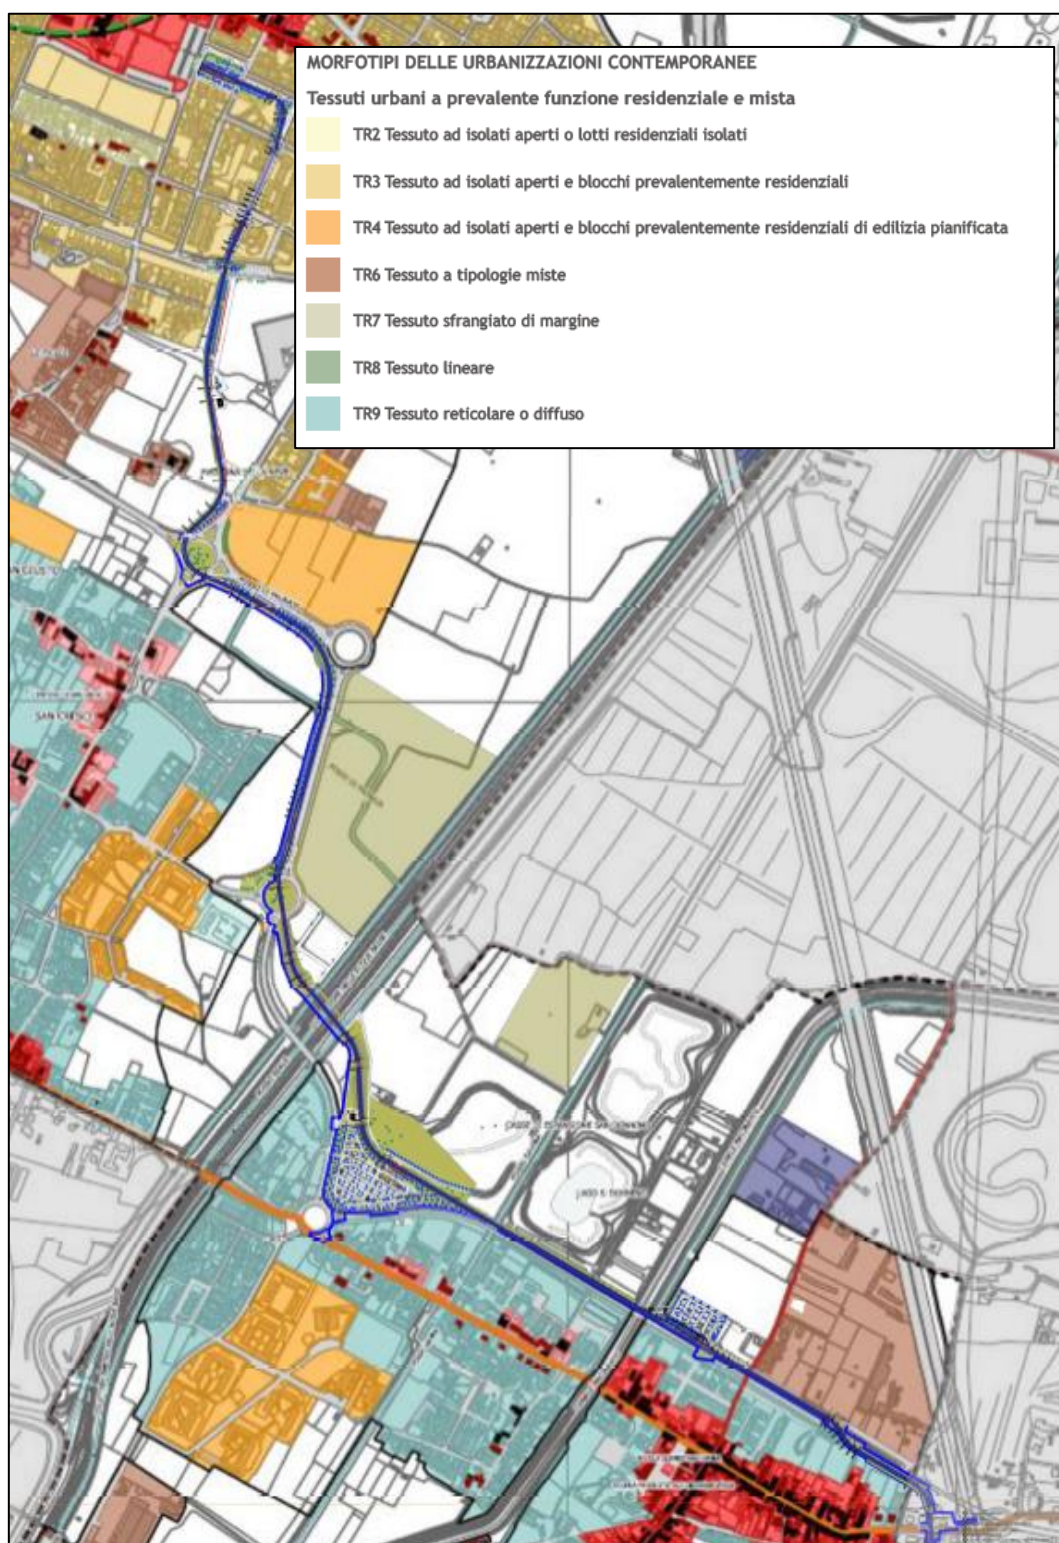 MORFOTIPI DELLE URBANIZZAZIONI CONTEMPORANEE
Tessuti urbani a prevalente funzione residenziale e mista
TR2 Tessuto ad isolati aperti o lotti residenziali isolati
TR3 Tessuto ad isolati aperti e blocchi prevalentemente residenziali
TR4 Tessuto ad isolati aperti e blocchi prevalentemente residenziali di edilizia pianificata
TR6 Tessuto a tipologie miste
TR7 Tessuto sfrangiato di margine
TR8 Tessuto lineare
TR9 Tessuto reticolare o diffuso